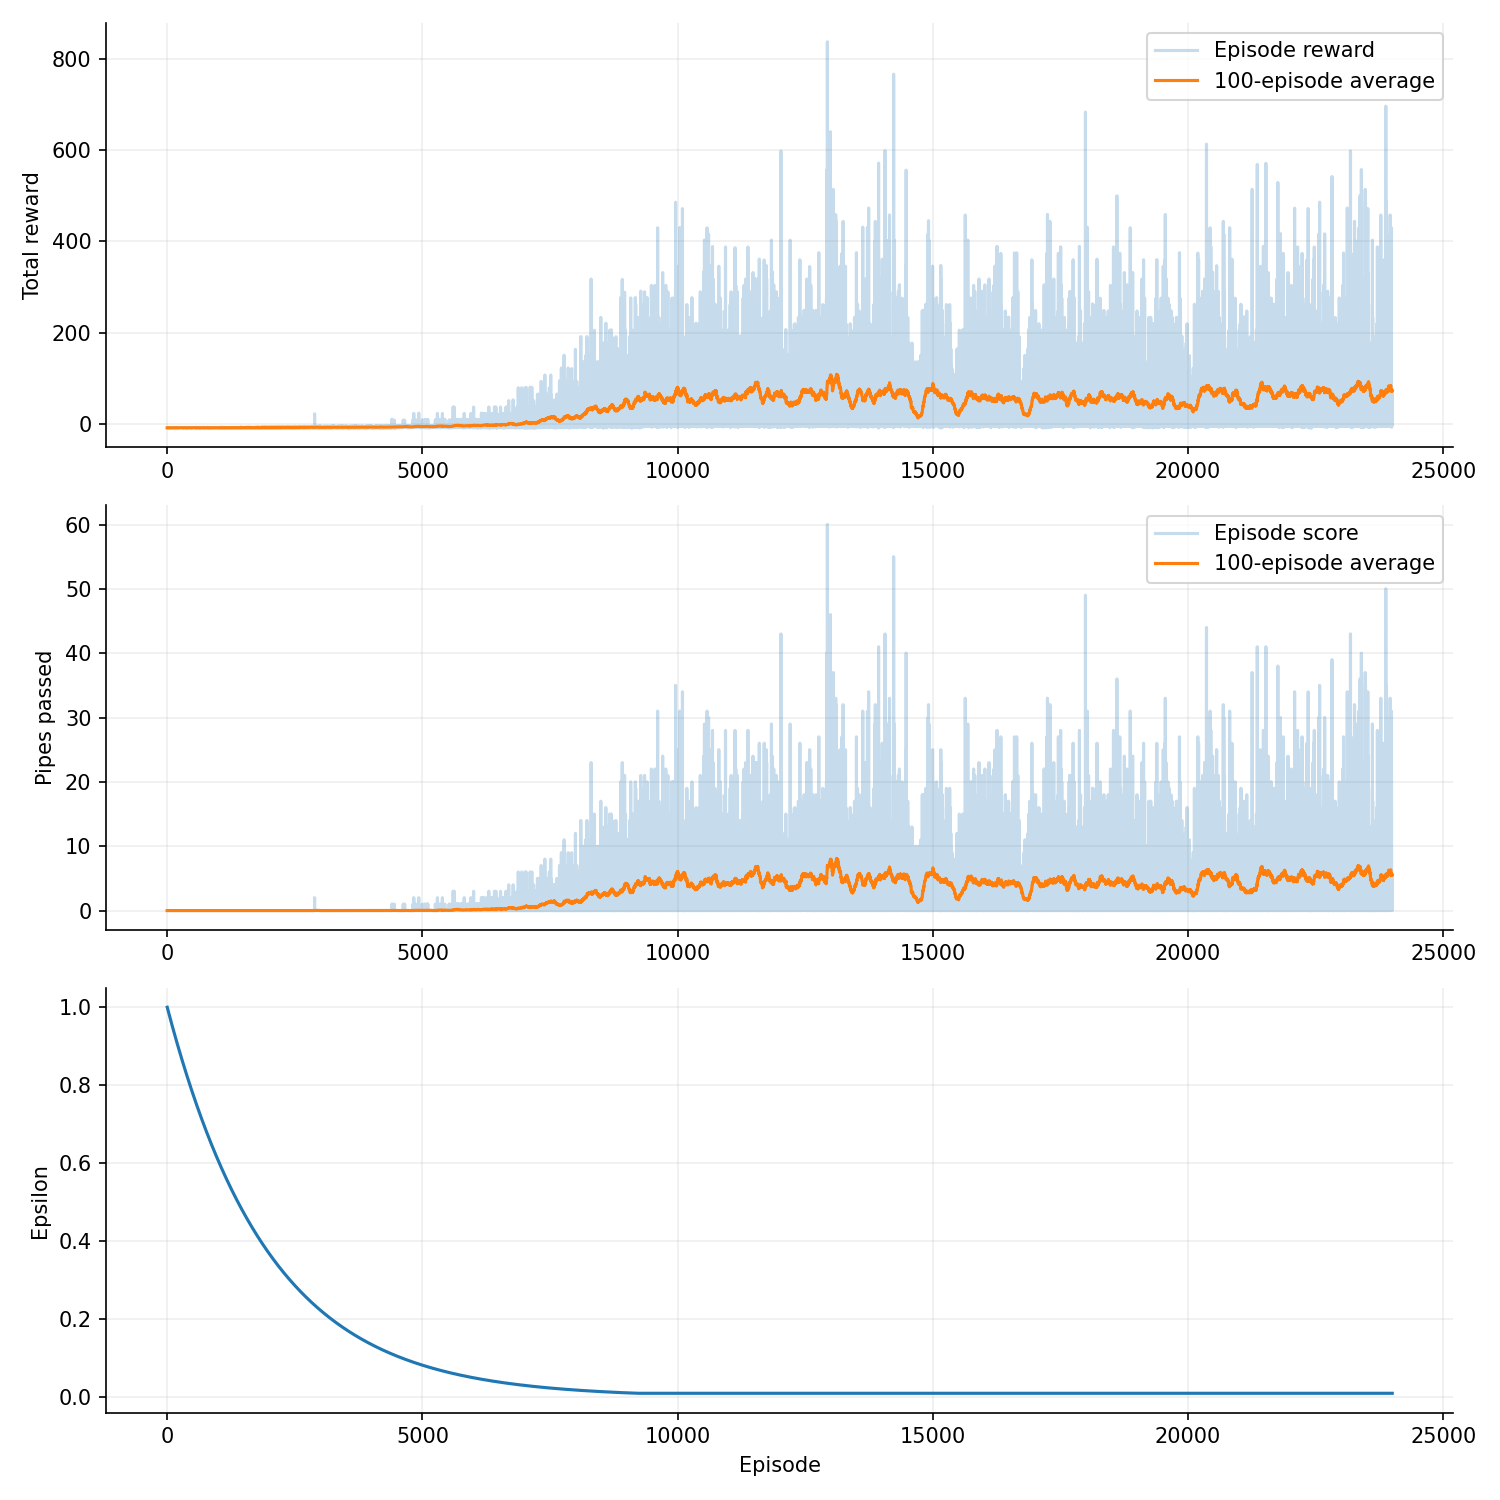 800
600
400
200
0
Total reward
Episode reward
100-episode average
0 5000 10000 15000 20000 25000
60
50
40
30
20
10
0
Pipes passed
Episode score
100-episode average
0 5000 10000 15000 20000 25000
1.0
0.8
0.6
0.4
0.2
0.0
Epsilon
0 5000 10000 15000 20000 25000
Episode